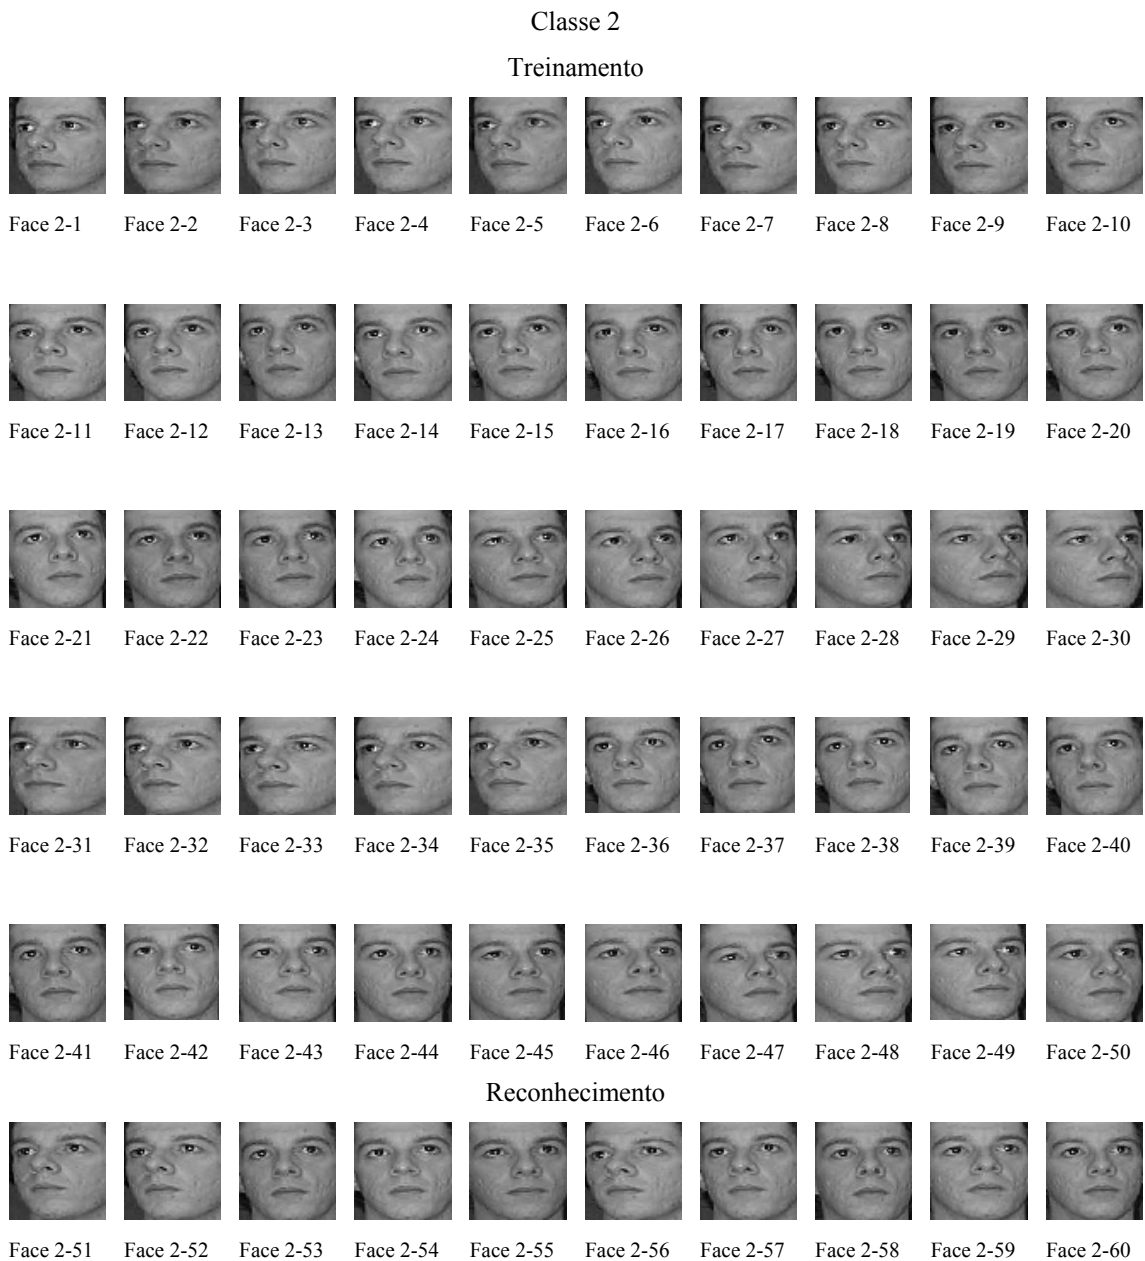 Classe 2
Treinamento
Face 2-1 Face 2-2 Face 2-3 Face 2-4 Face 2-5 Face 2-6 Face 2-7 Face 2-8 Face 2-9 Face 2-10
Face 2-11 Face 2-12 Face 2-13 Face 2-14 Face 2-15 Face 2-16 Face 2-17 Face 2-18 Face 2-19 Face 2-20
Face 2-21 Face 2-22 Face 2-23 Face 2-24 Face 2-25 Face 2-26 Face 2-27 Face 2-28 Face 2-29 Face 2-30
Face 2-31 Face 2-32 Face 2-33 Face 2-34 Face 2-35 Face 2-36 Face 2-37 Face 2-38 Face 2-39 Face 2-40
Face 2-41 Face 2-42 Face 2-43 Face 2-44 Face 2-45 Face 2-46 Face 2-47 Face 2-48 Face 2-49 Face 2-50
Reconhecimento
Face 2-51 Face 2-52 Face 2-53 Face 2-54 Face 2-55 Face 2-56 Face 2-57 Face 2-58 Face 2-59 Face 2-60